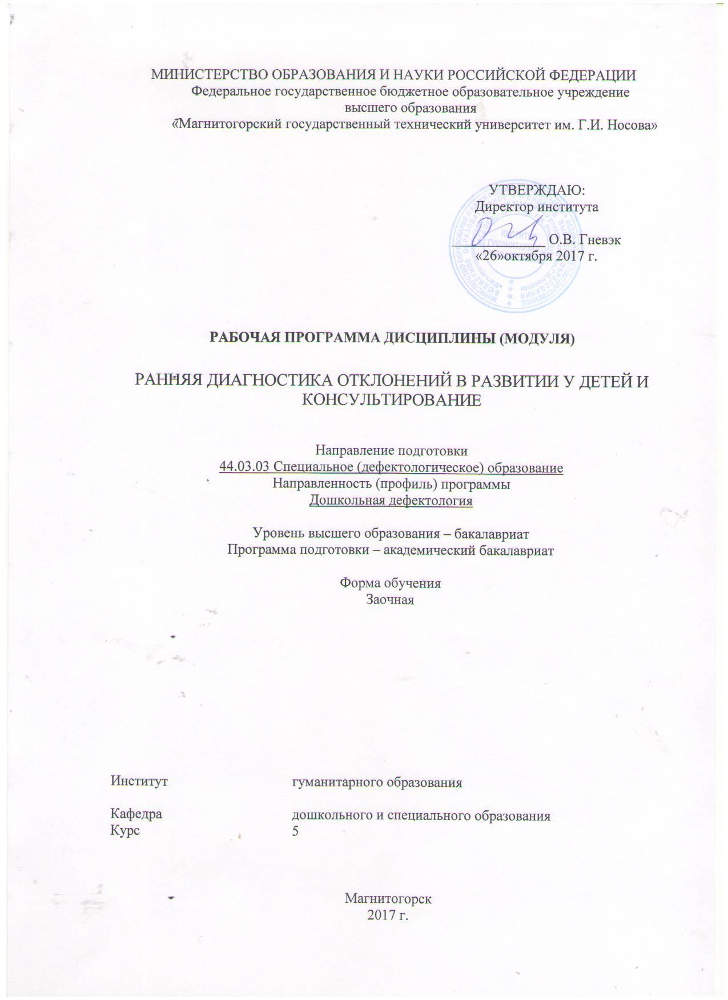 МИНИСТЕРСТВО ОБРАЗОВАНИЯ И НАУКИ РОССИЙСКОЙ ФЕДЕРАЦИИ
Федеральное государственное бюджетное образовательное учреждение
высшего образования
«Магнитогорский государственный технический университет им. Г.И. Носова»
УТВЕРЖДАЮ:
Директор института
О.В. Гневэк
«26»октября 2017 г.
РАБОЧАЯ ПРОГРАММА ДИСЦИПЛИНЫ (МОДУЛЯ)
РАННЯЯ ДИАГНОСТИКА ОТКЛОНЕНИЙ В РАЗВИТИИ У ДЕТЕЙ И
КОНСУЛЬТИРОВАНИЕ
Направление подготовки
44.03.03 Специальное (дефектологическое) образование
Направленность (профиль) программы
Дошкольная дефектология
Уровень высшего образования – бакалавриат
Программа подготовки – академический бакалавриат
Форма обучения
Заочная
Институт гуманитарного образования
Кафедра дошкольного и специального образования
Курс 5
Магнитогорск
2017 г.